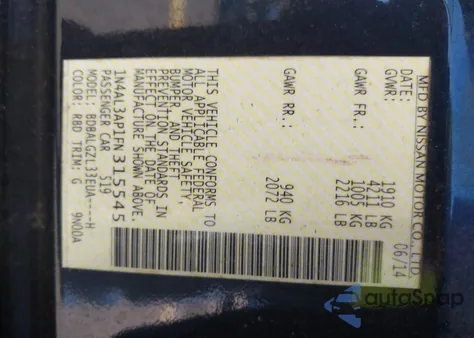 MFD BY NISSAN MOTOR CO., LTD.
DATE: 06/14
GVWR: 1910 KG
4211 LB
GAWR FR.: 1005 KG
2216 LB
GAWR RR.: 940 KG
2072 LB
THIS VEHICLE CONFORMS TO
ALL APPLICABLE FEDERAL
MOTOR VEHICLE SAFETY,
BUMPER, AND THEFT
PREVENTION STANDARDS IN
EFFECT ON THE DATE OF
MANUFACTURE SHOWN ABOVE.
1N4AL3AP1FN315545
PASSENGER CAR 519
MODEL: BDBALGZL33EUA----H
COLOR: RBD TRIM: G 9N00A
autoSnap